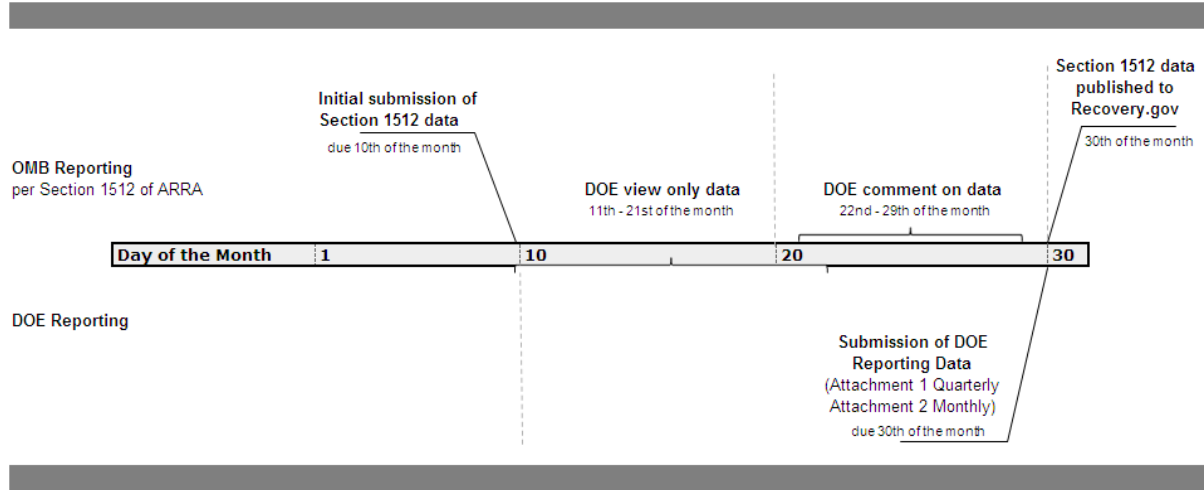 Section 1512 data
published to
Recovery.gov
30th of the month
Initial submission of
Section 1512 data
due 10th of the month
OMB Reporting
per Section 1512 of ARRA
DOE view only data
11th - 21st of the month
DOE comment on data
22nd - 29th of the month
Day of the Month 1 10 20 30
DOE Reporting
Submission of DOE
Reporting Data
(Attachment 1 Quarterly
Attachment 2 Monthly)
due 30th of the month